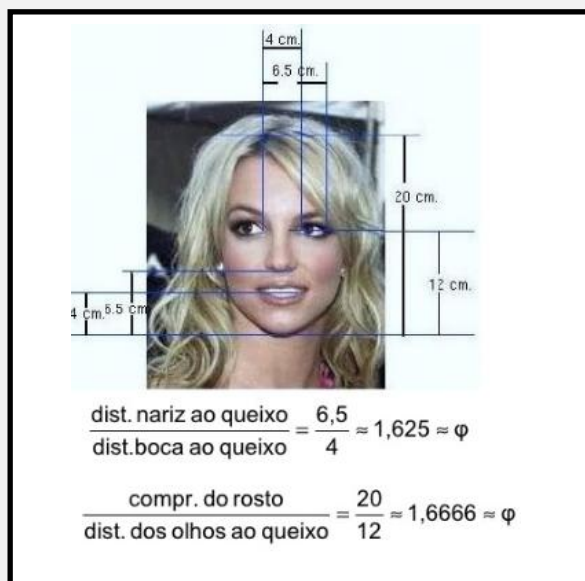 4 cm.
6.5 cm.
20 cm.
12 cm.
4 cm.
6.5 cm.
dist. nariz ao queixo / dist.boca ao queixo = 6,5 / 4 ≈ 1,625 ≈ φ
compr. do rosto / dist. dos olhos ao queixo = 20 / 12 ≈ 1,6666 ≈ φ